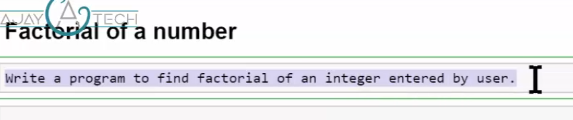 AJAY TECH
Factorial of a number
Write a program to find factorial of an integer entered by user.